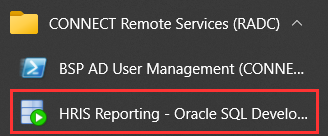 CONNECT Remote Services (RADC)
BSP AD User Management (CONNE...
HRIS Reporting - Oracle SQL Develo...